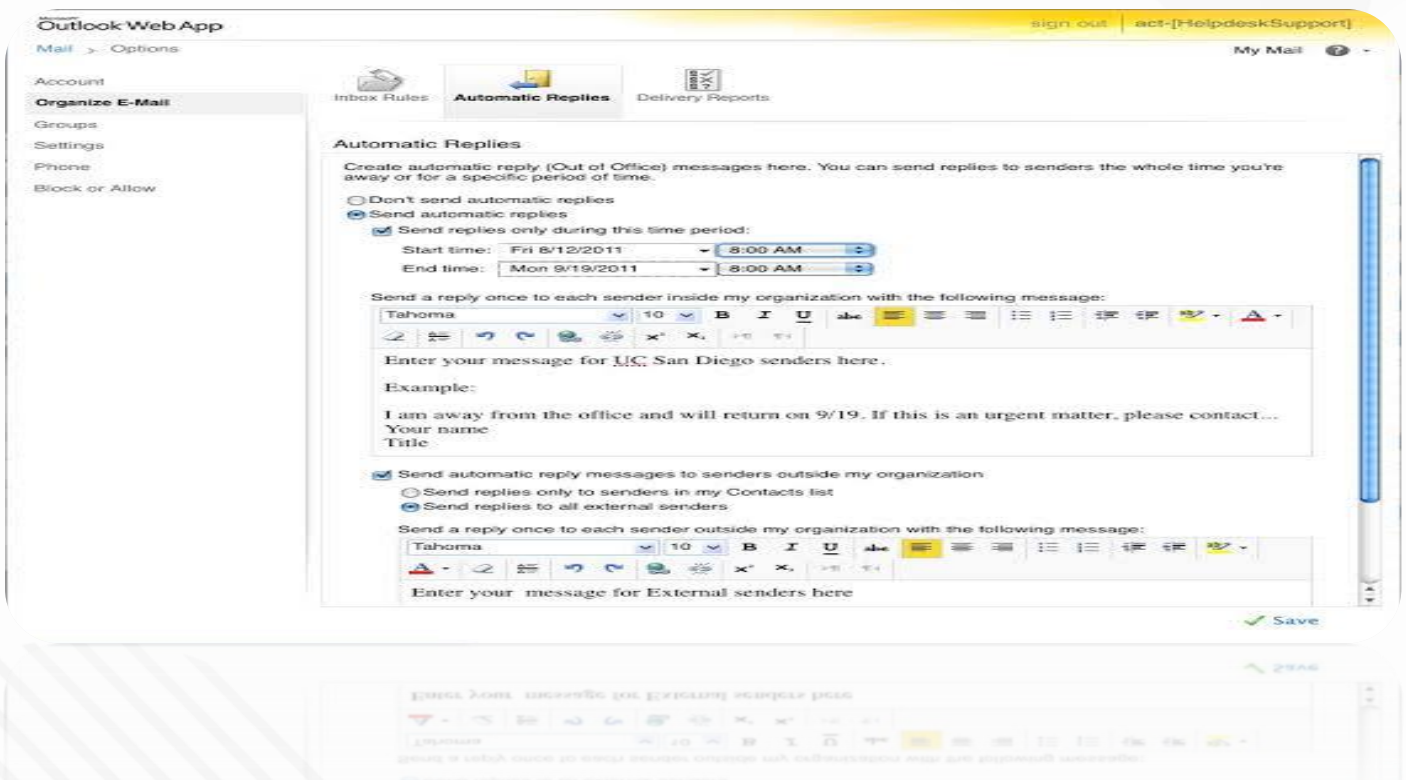 Microsoft
Outlook Web App
sign out | act-[HelpdeskSupport]
Mail > Options
My Mail
Account
Organize E-Mail
Groups
Settings
Phone
Block or Allow
Inbox Rules
Automatic Replies
Delivery Reports
Automatic Replies
Create automatic reply (Out of Office) messages here. You can send replies to senders the whole time you're
away or for a specific period of time.
Don't send automatic replies
Send automatic replies
Send replies only during this time period:
Start time: Fri 8/12/2011 8:00 AM
End time: Mon 9/19/2011 8:00 AM
Send a reply once to each sender inside my organization with the following message:
Tahoma 10 B I U abc
Enter your message for UC San Diego senders here.
Example:
I am away from the office and will return on 9/19. If this is an urgent matter, please contact...
Your name
Title
Send automatic reply messages to senders outside my organization
Send replies only to senders in my Contacts list
Send replies to all external senders
Send a reply once to each sender outside my organization with the following message:
Tahoma 10 B I U abc
Enter your message for External senders here
Save